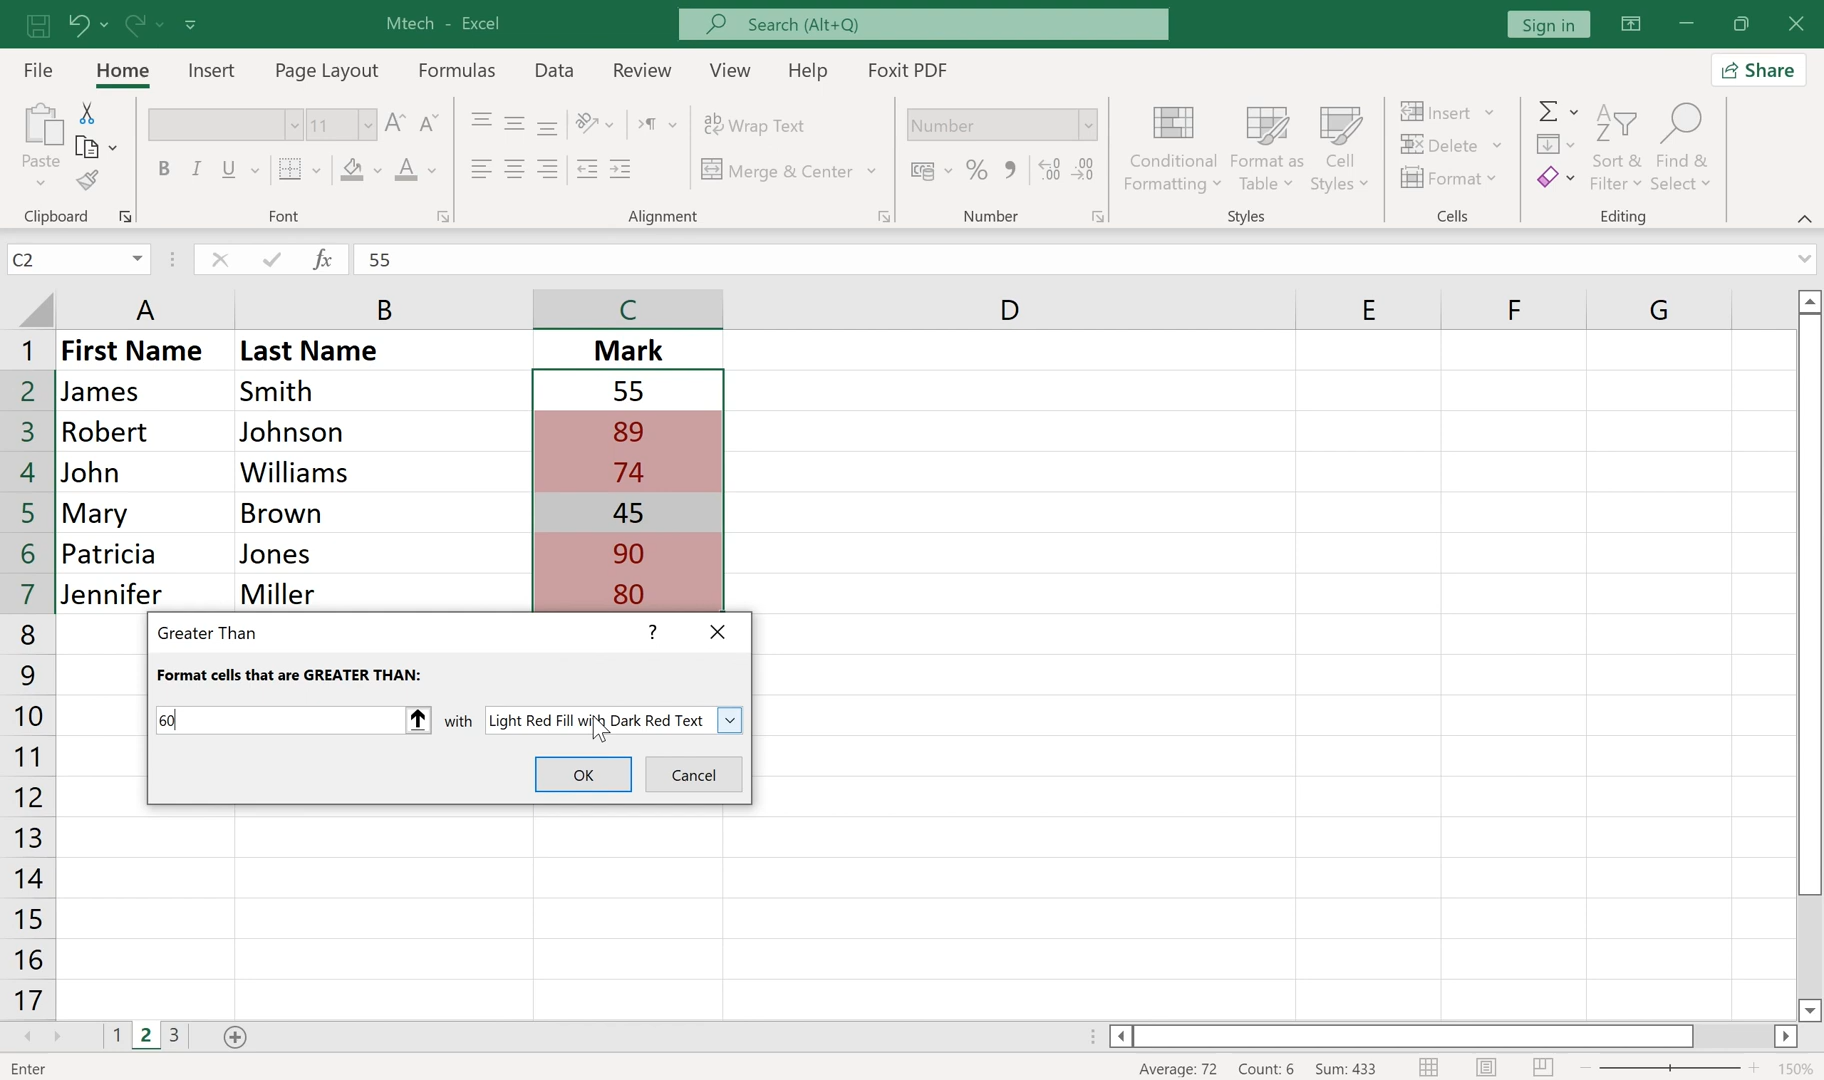 Mtech - Excel
Search (Alt+Q)
Sign in
File Home Insert Page Layout Formulas Data Review View Help Foxit PDF
Share
Paste
11
B I U
A A A
Clipboard
Font
ab Wrap Text
Merge & Center
Alignment
Number
% , .00 .00
Number
Conditional Formatting
Format as Table
Cell Styles
Styles
Insert
Delete
Format
Cells
Σ
Sort & Filter
Find & Select
Editing
C2
fx
55
A B C D E F G
1 First Name Last Name Mark
2 James Smith 55
3 Robert Johnson 89
4 John Williams 74
5 Mary Brown 45
6 Patricia Jones 90
7 Jennifer Miller 80
8
9
10
11
12
13
14
15
16
17
Greater Than ?
Format cells that are GREATER THAN:
60 with Light Red Fill with Dark Red Text
OK Cancel
1 2 3
Enter
Average: 72 Count: 6 Sum: 433
150%